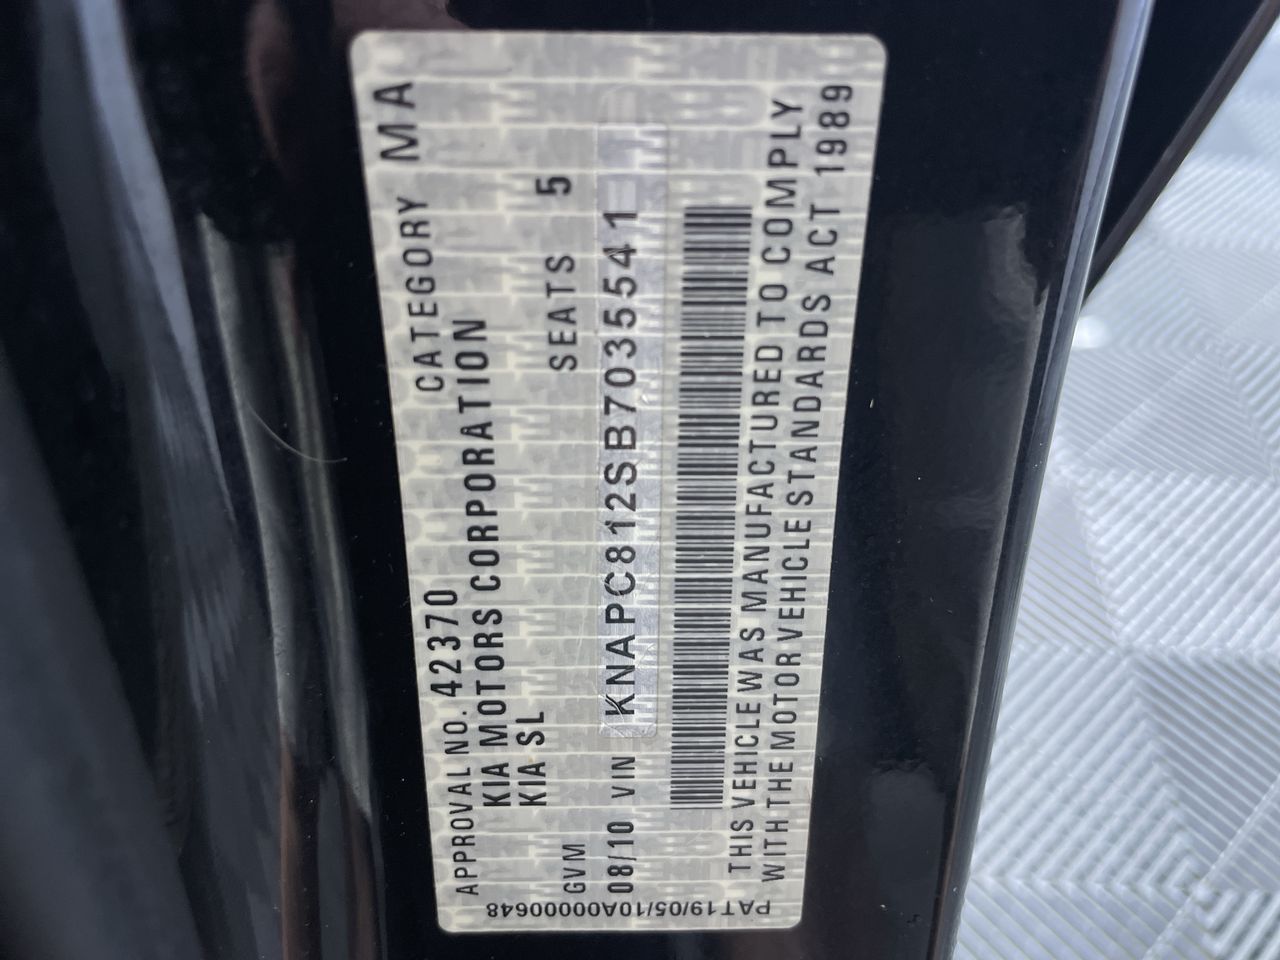 APPROVAL NO. 42370 CATEGORY MA
KIA MOTORS CORPORATION
KIA SL
GVM SEATS 5
08/10 VIN KNAPC812SB7035541
THIS VEHICLE WAS MANUFACTURED TO COMPLY
WITH THE MOTOR VEHICLE STANDARDS ACT 1989
PAT19/05/10A00000648